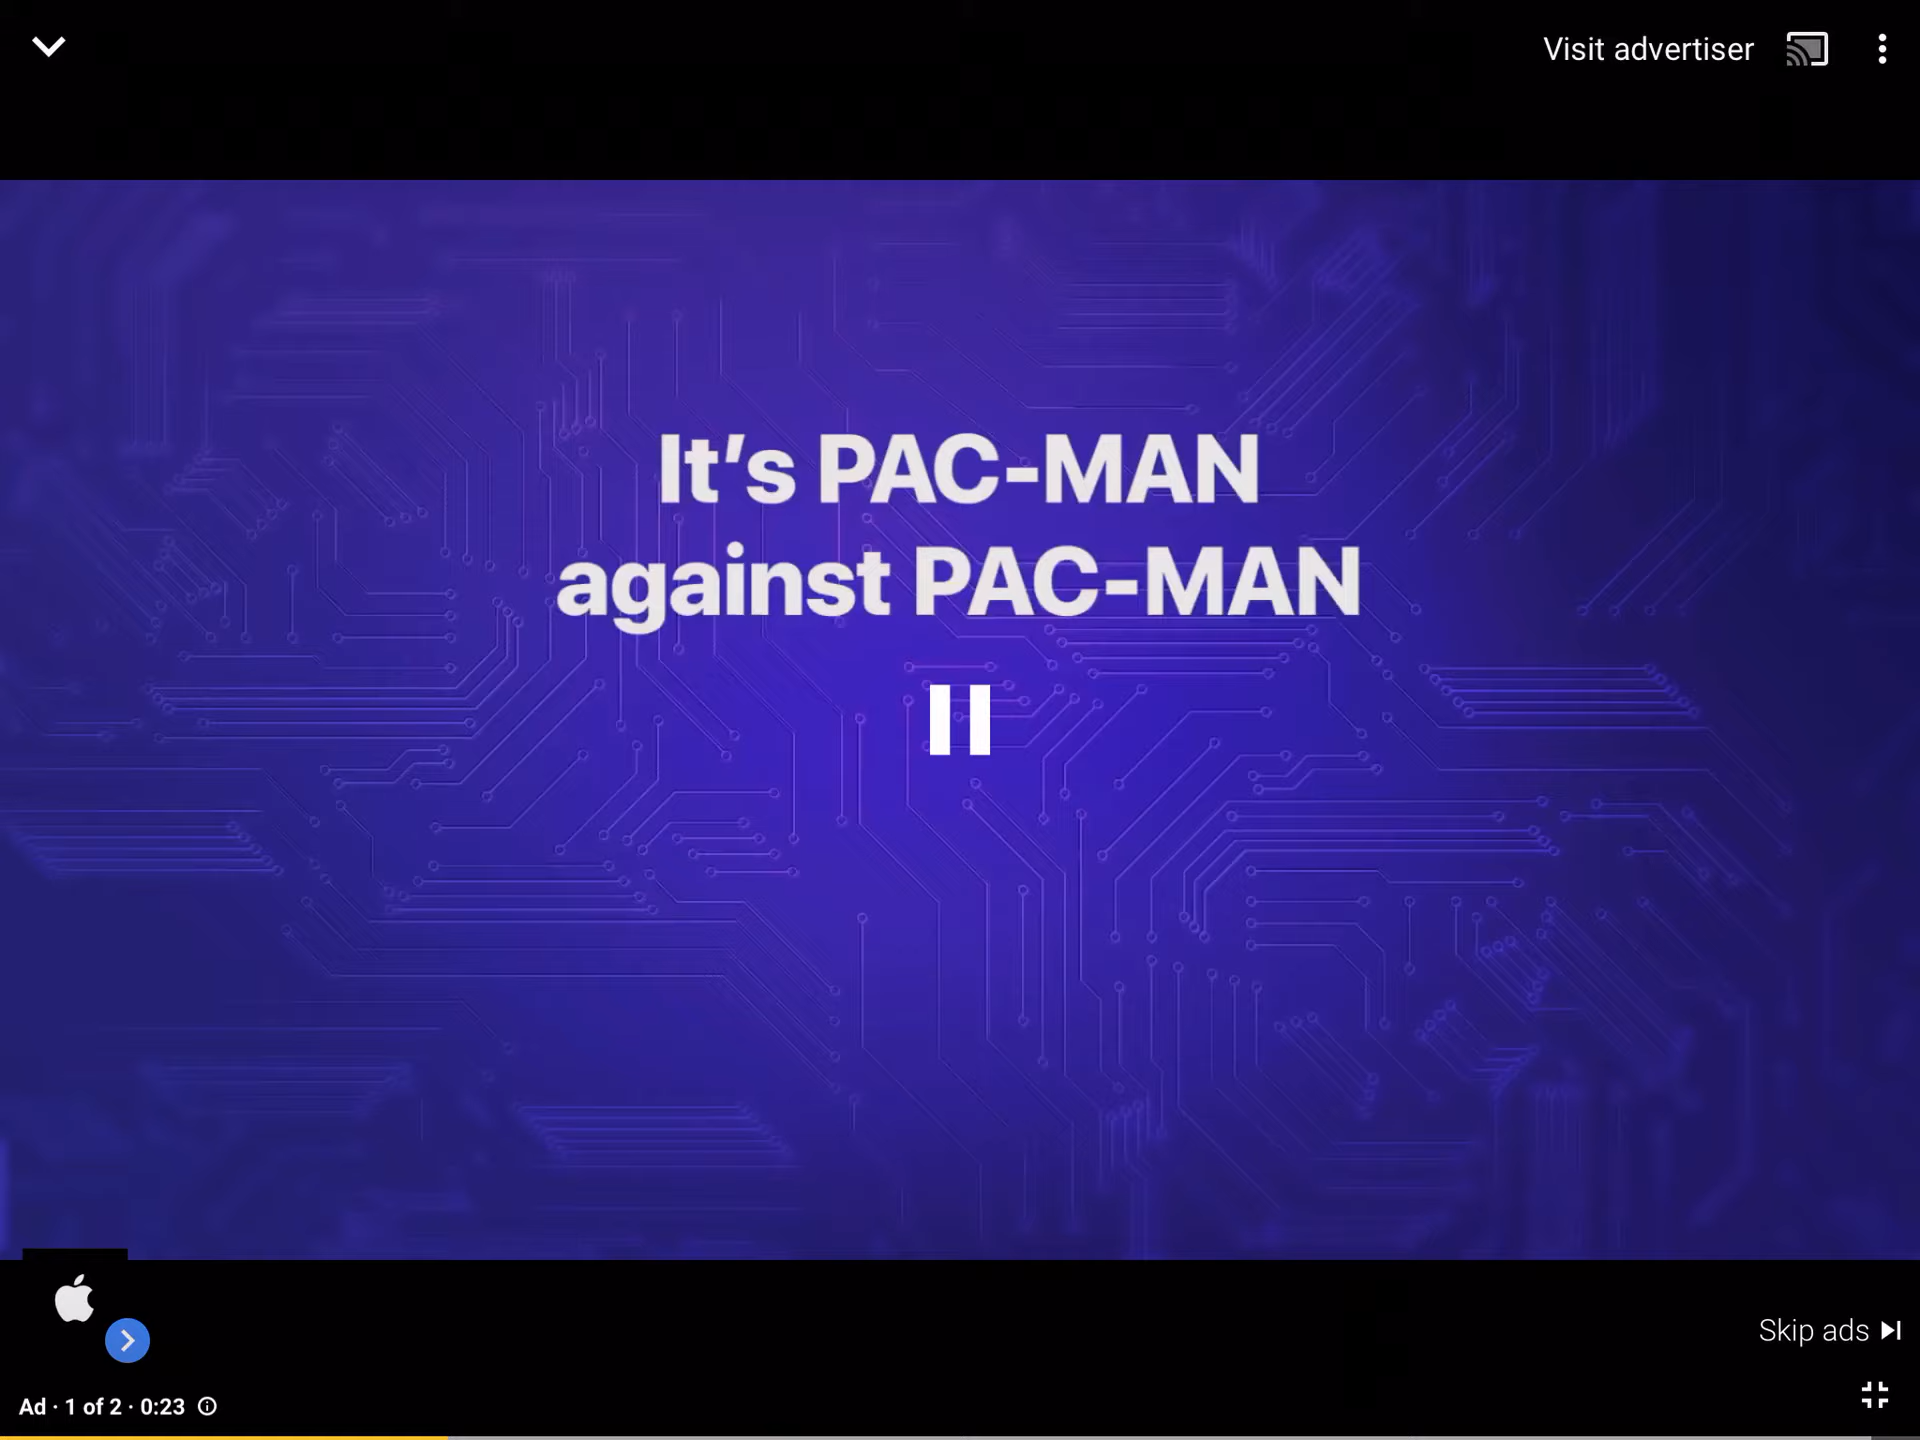 Visit advertiser
It’s PAC-MAN
against PAC-MAN
Skip ads
Ad · 1 of 2 · 0:23